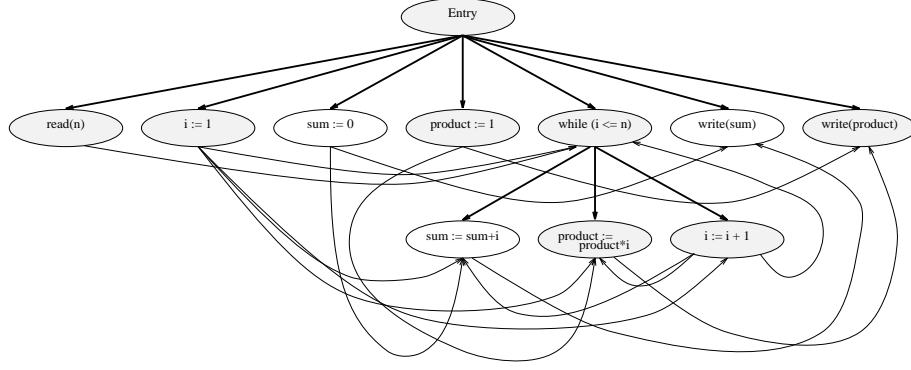 Entry
read(n)
i := 1
sum := 0
product := 1
while (i <= n)
write(sum)
write(product)
sum := sum+i
product :=
product*i
i := i + 1